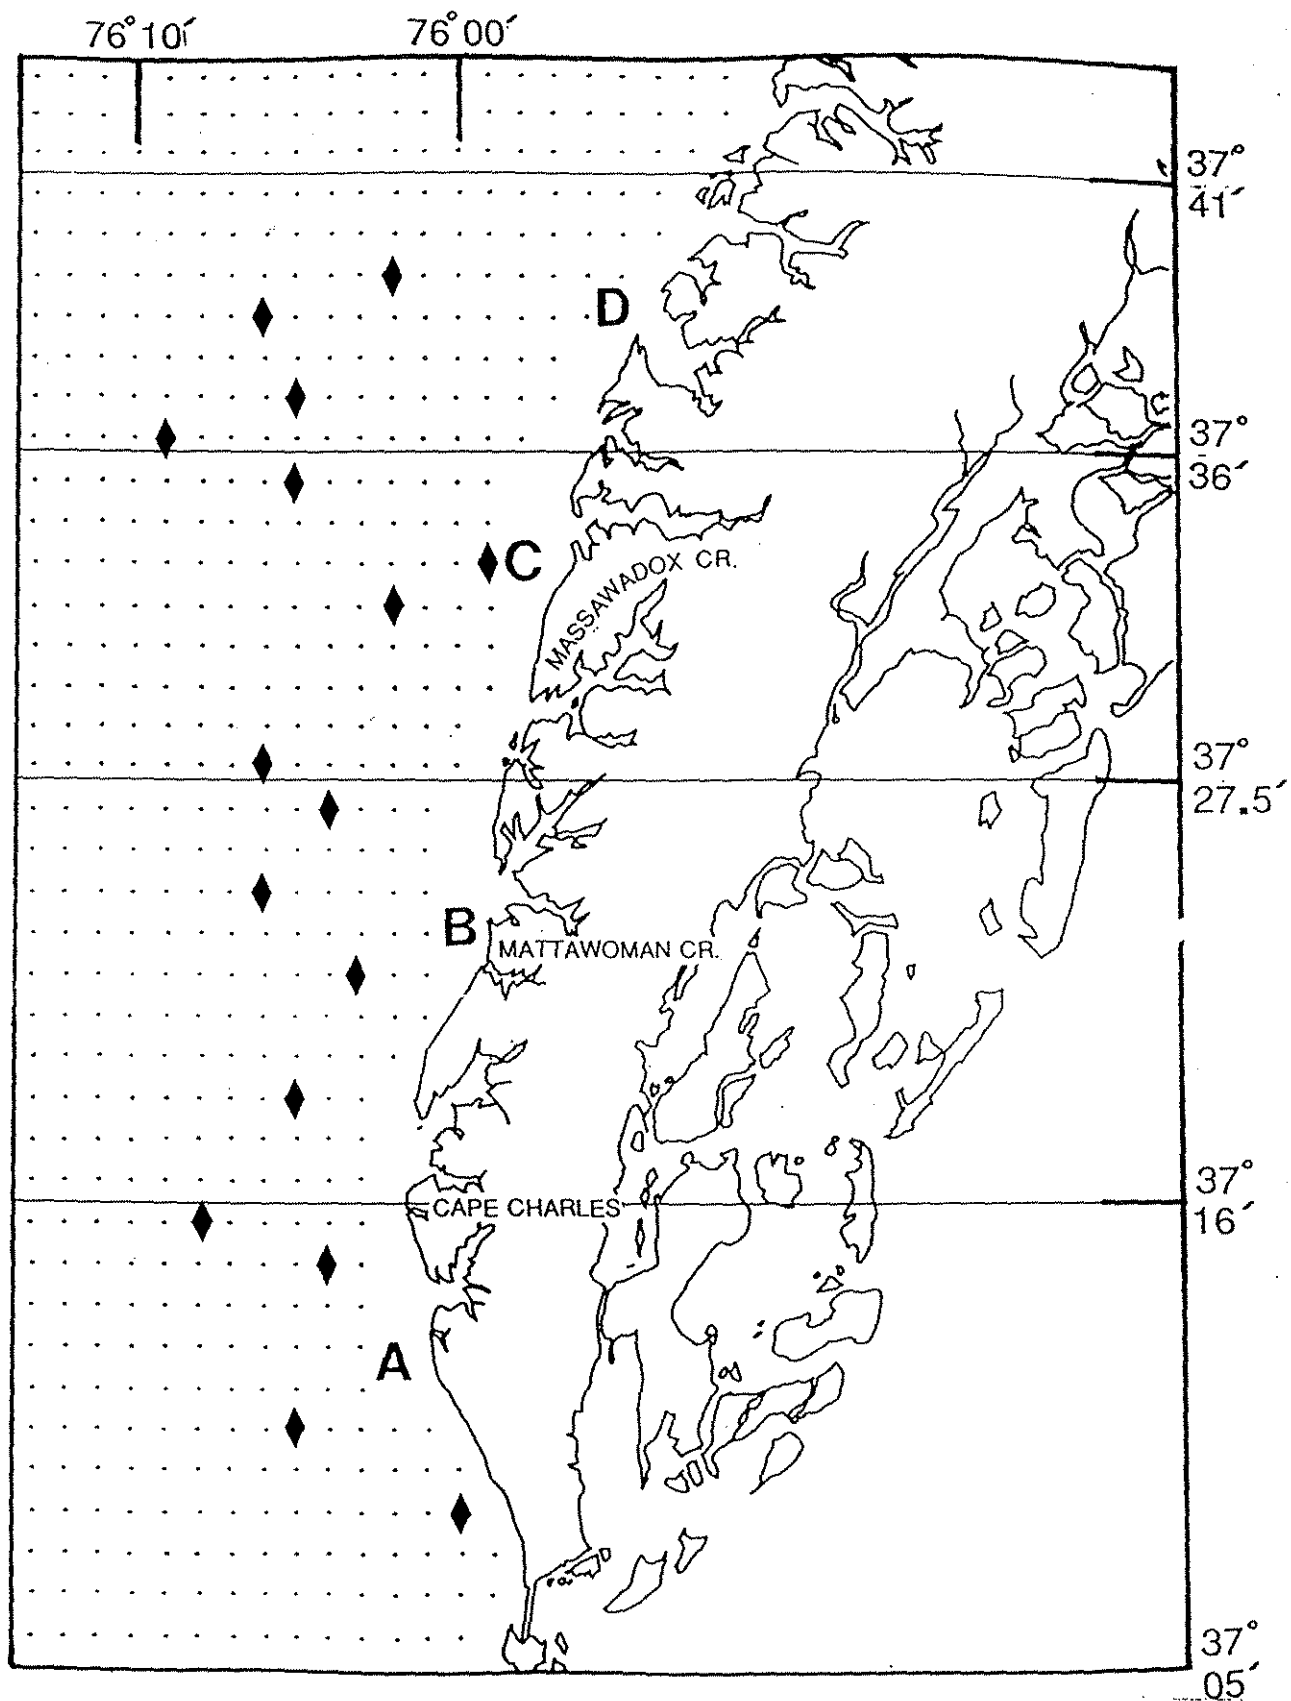 76°10′ 76°00′
37°
41′
D
37°
36′
C
MASSAWADOX CR.
37°
27.5′
B
MATTAWOMAN CR.
37°
16′
CAPE CHARLES
A
37°
05′